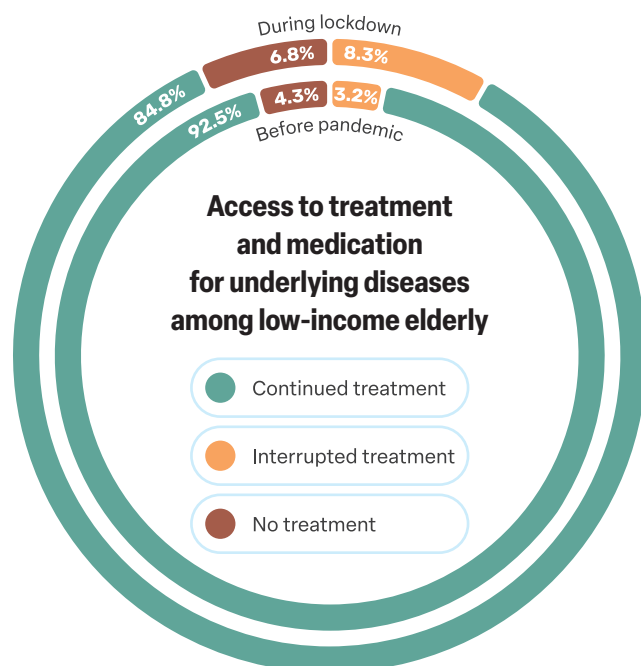 During lockdown
6.8%
8.3%
84.8%
4.3%
3.2%
92.5%
Before pandemic
Access to treatment
and medication
for underlying diseases
among low-income elderly
Continued treatment
Interrupted treatment
No treatment